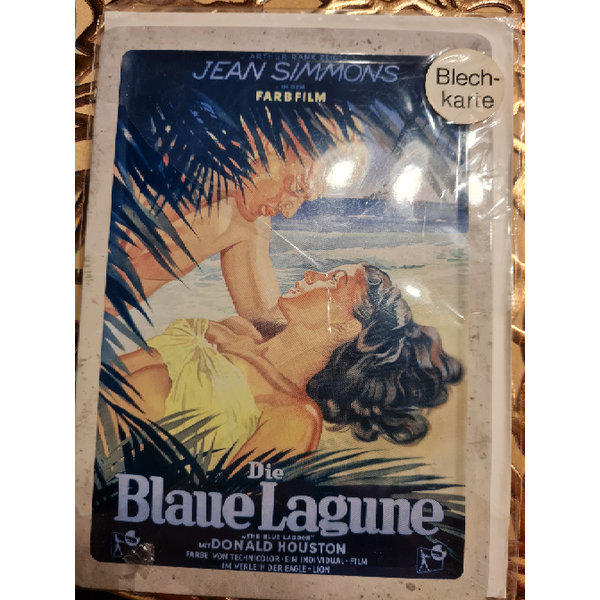 ARTHUR RANK
JEAN SIMMONS
IN DEM
FARBFILM
Blech-
karte
Die
Blaue Lagune
"THE BLUE LAGOON"
MIT DONALD HOUSTON
FARBE VON TECHNICOLOR · EIN INDIVIDUAL - FILM
IM VERLEIH DER EAGLE - LION